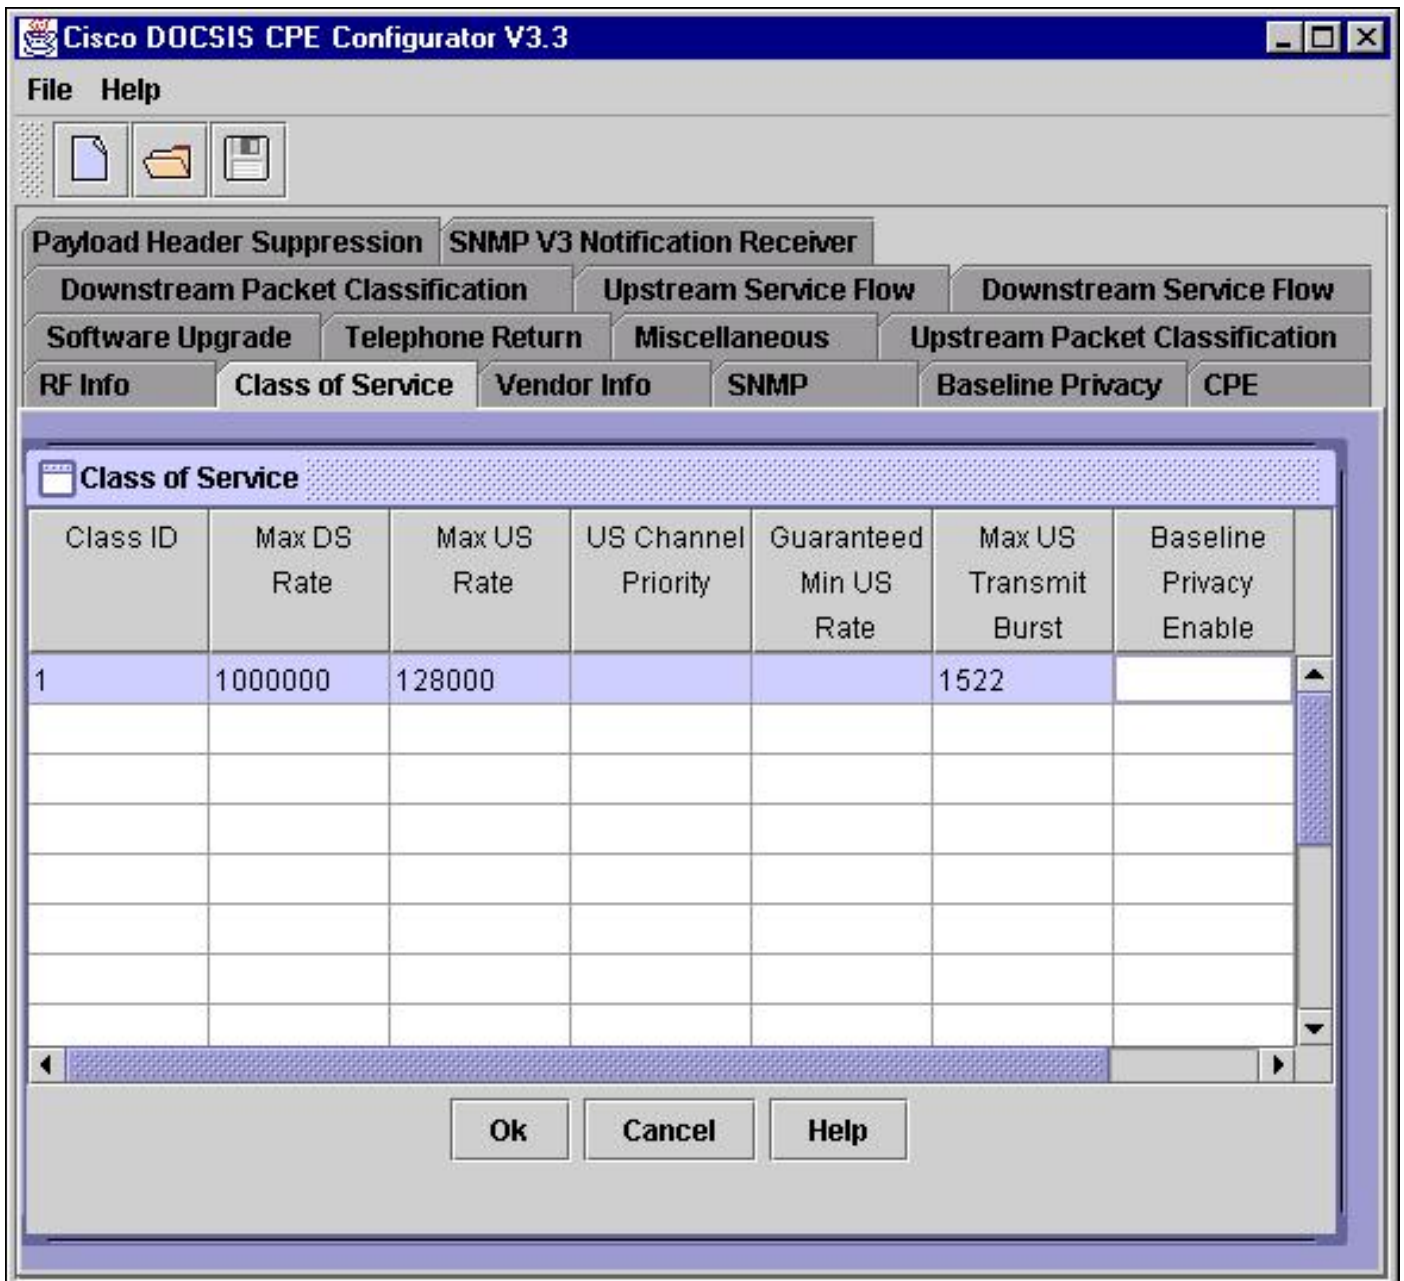 Cisco DOCSIS CPE Configurator V3.3
File Help
Payload Header Suppression SNMP V3 Notification Receiver
Downstream Packet Classification Upstream Service Flow Downstream Service Flow
Software Upgrade Telephone Return Miscellaneous Upstream Packet Classification
RF Info Class of Service Vendor Info SNMP Baseline Privacy CPE
Class of Service
Class ID Max DS Max US US Channel Guaranteed Max US Baseline
Rate Rate Priority Min US Transmit Privacy
Rate Burst Enable
1 1000000 128000 1522
Ok Cancel Help